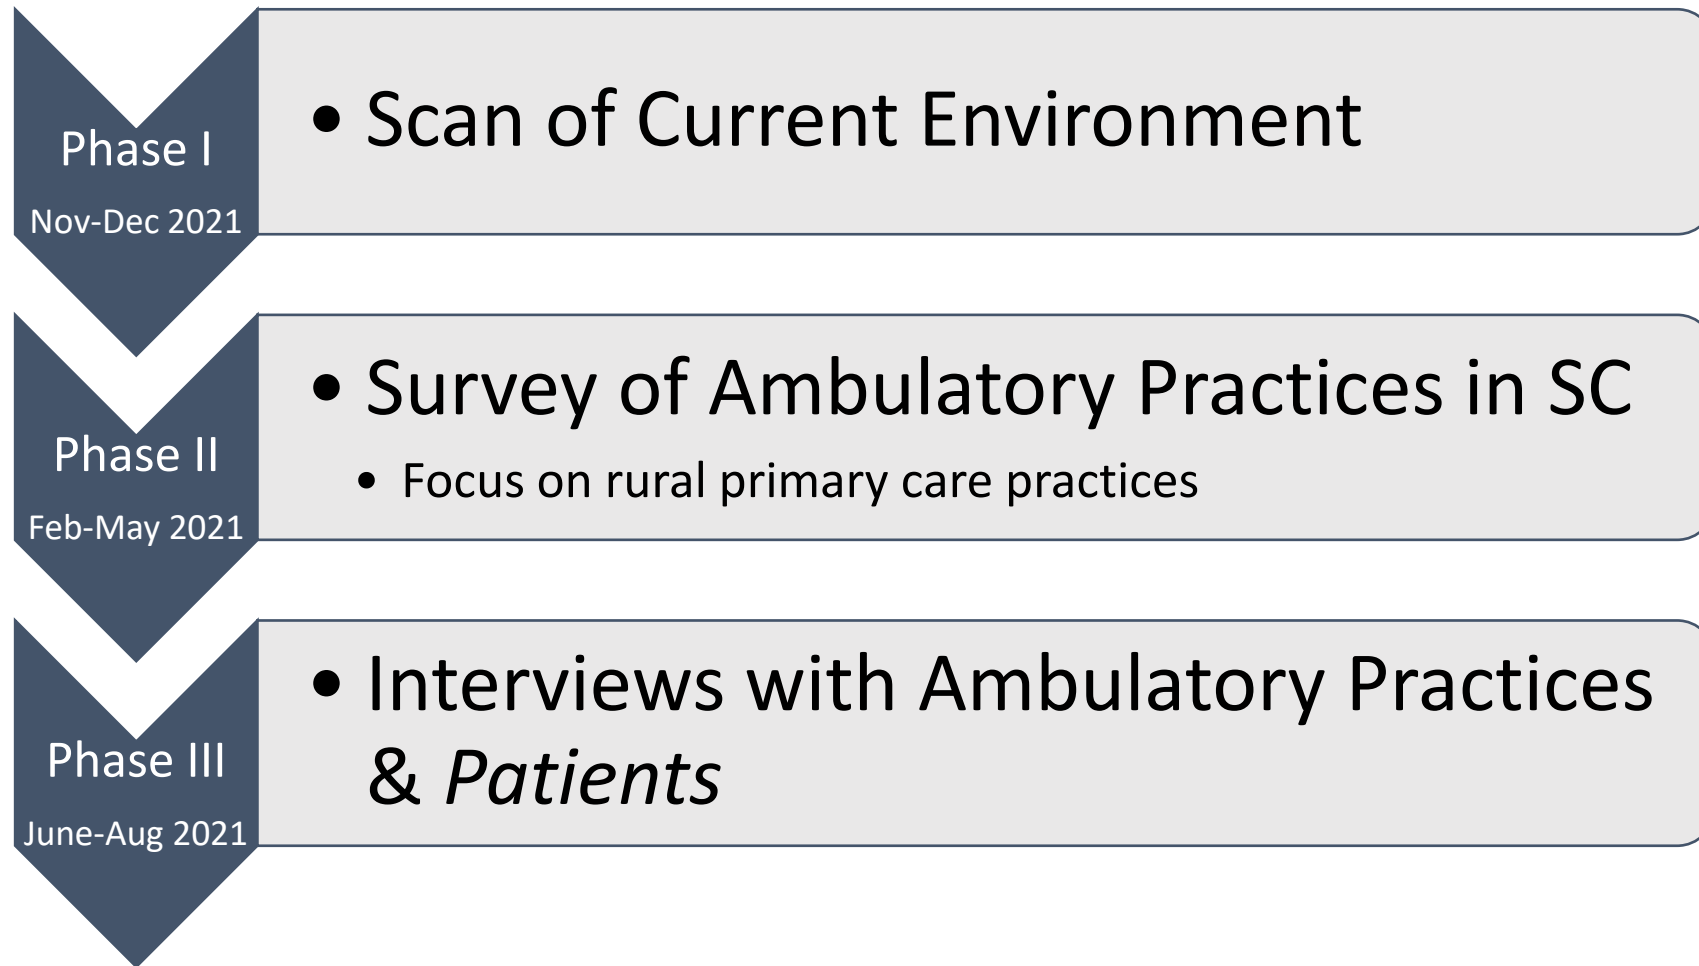 Phase I
Nov-Dec 2021
• Scan of Current Environment
Phase II
Feb-May 2021
• Survey of Ambulatory Practices in SC
• Focus on rural primary care practices
Phase III
June-Aug 2021
• Interviews with Ambulatory Practices
& Patients